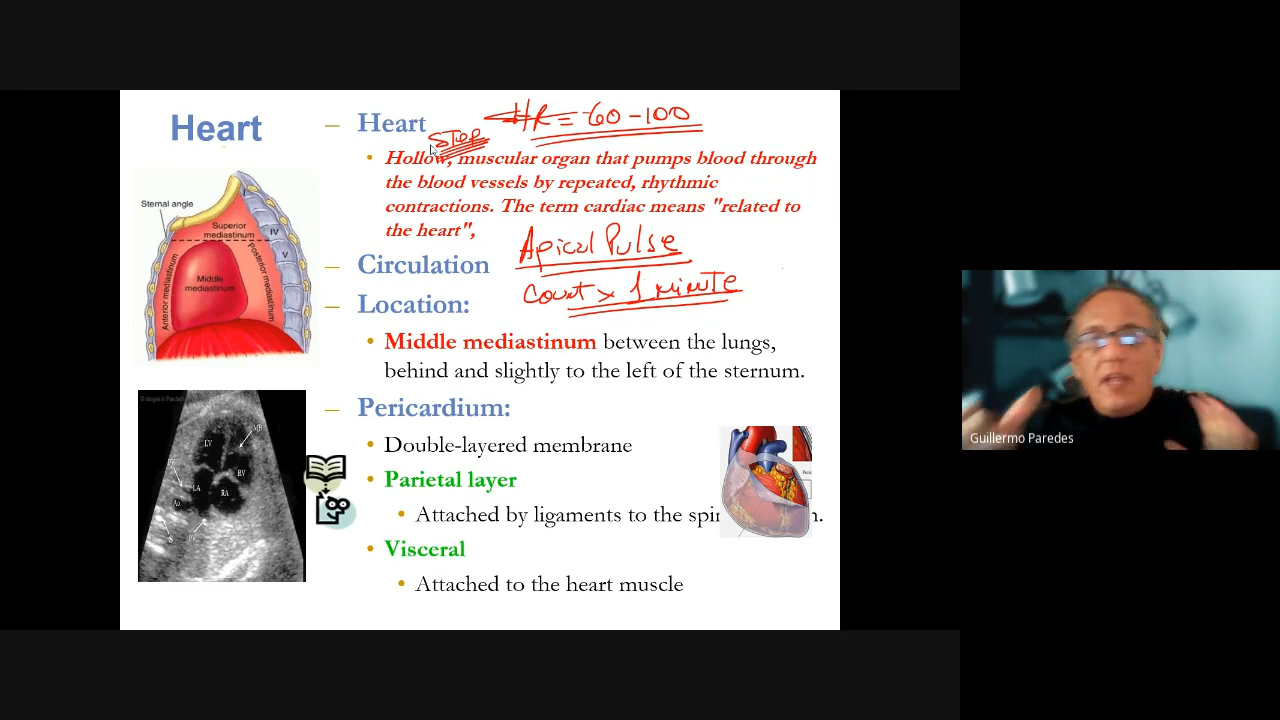 Heart
– Heart
HR = 60-100
STOP
• Hollow, muscular organ that pumps blood through
the blood vessels by repeated, rhythmic
contractions. The term cardiac means "related to
the heart",
Apical Pulse
– Circulation
Count x 1 minute
– Location:
• Middle mediastinum between the lungs,
behind and slightly to the left of the sternum.
– Pericardium:
• Double-layered membrane
• Parietal layer
• Attached by ligaments to the
• Visceral
• Attached to the heart muscle
Sternal angle
Superior
mediastinum
I
IV
V
Middle
mediastinum
Anterior mediastinum
Posterior mediastinum
LV
MB
RV
LA
RA
Ao
Guillermo Paredes